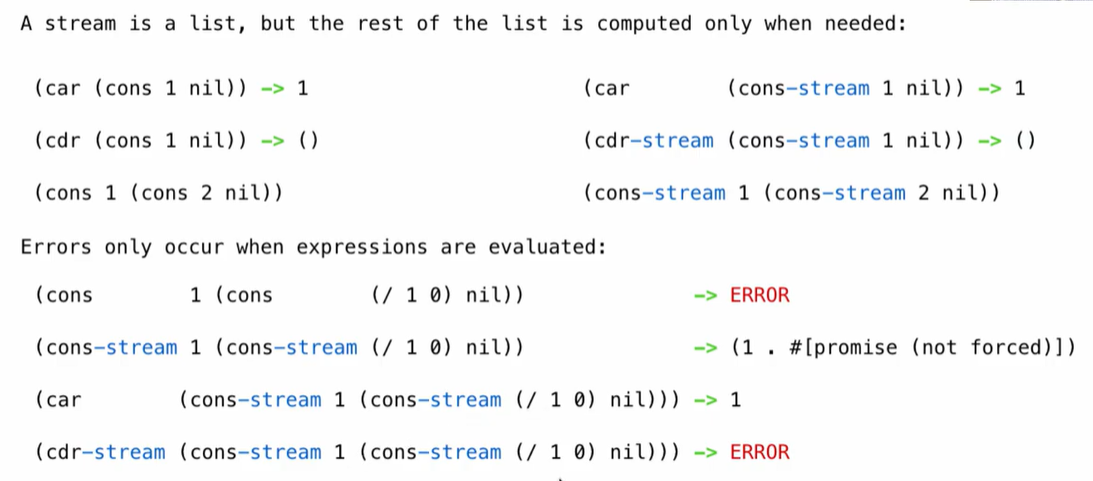 A stream is a list, but the rest of the list is computed only when needed:
(car (cons 1 nil)) -> 1 (car (cons-stream 1 nil)) -> 1
(cdr (cons 1 nil)) -> () (cdr-stream (cons-stream 1 nil)) -> ()
(cons 1 (cons 2 nil)) (cons-stream 1 (cons-stream 2 nil))
Errors only occur when expressions are evaluated:
(cons 1 (cons (/ 1 0) nil)) -> ERROR
(cons-stream 1 (cons-stream (/ 1 0) nil)) -> (1 . #[promise (not forced)])
(car (cons-stream 1 (cons-stream (/ 1 0) nil))) -> 1
(cdr-stream (cons-stream 1 (cons-stream (/ 1 0) nil))) -> ERROR